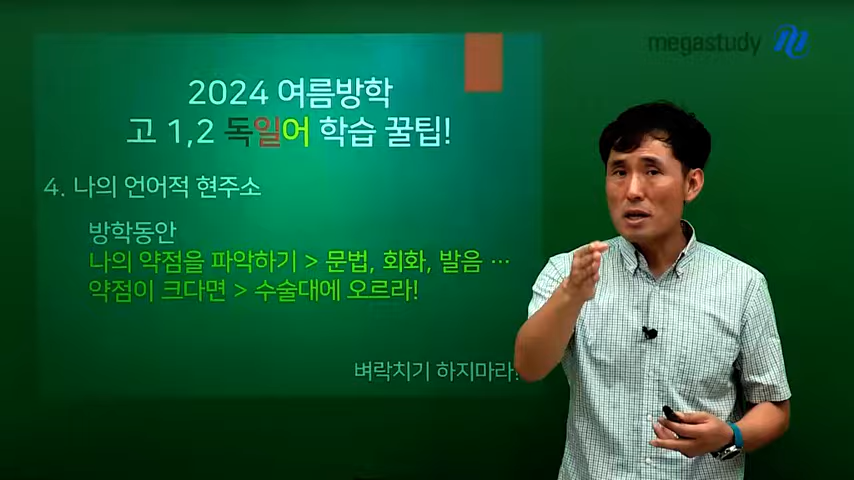 megastudy
2024 여름방학
고 1,2 독일어 학습 꿀팁!
4. 나의 언어적 현주소
방학동안
나의 약점을 파악하기 > 문법, 회화, 발음 …
약점이 크다면 > 수술대에 오르라!
벼락치기 하지마라!